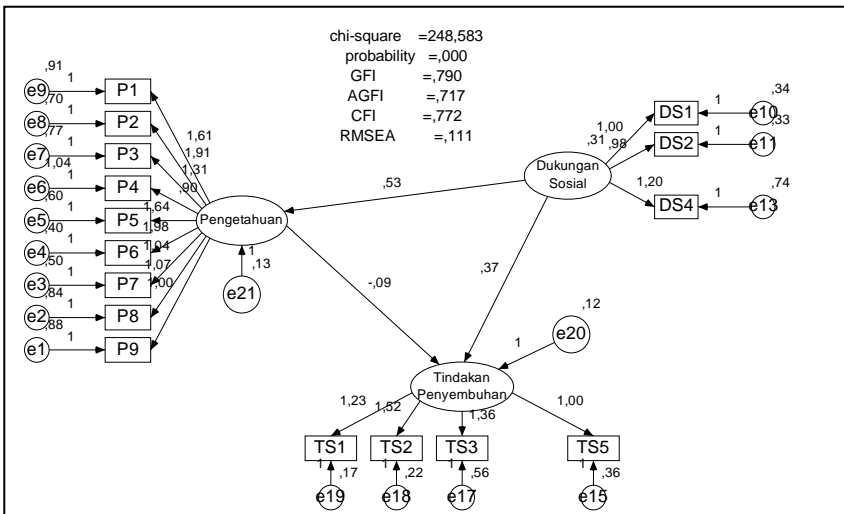 chi-square =248,583
probability =,000
GFI =,790
AGFI =,717
CFI =,772
RMSEA =,111
,91
e9 1 P1
,70
e8 1 P2
,77
e7 1 P3
1,04
e6 1 P4
,60
e5 1 P5
,40
e4 1 P6
,50
e3 1 P7
,84
e2 1 P8
,88
e1 1 P9
1,61
1,91
1,31
,90
1,64
1,98
1,04
1,07
1,00
Pengetahuan
1
,13
e21
,53
Dukungan
Sosial
,31
1,00
,98
1,20
DS1 1 e10 ,34
DS2 1 e11 ,33
DS4 1 e13 ,74
,37
-,09
,12
e20
1
Tindakan
Penyembuhan
1,23
1,52
1,36
1,00
TS1 TS2 TS3 TS5
1 ,17 1 ,22 1 ,56 1 ,36
e19 e18 e17 e15